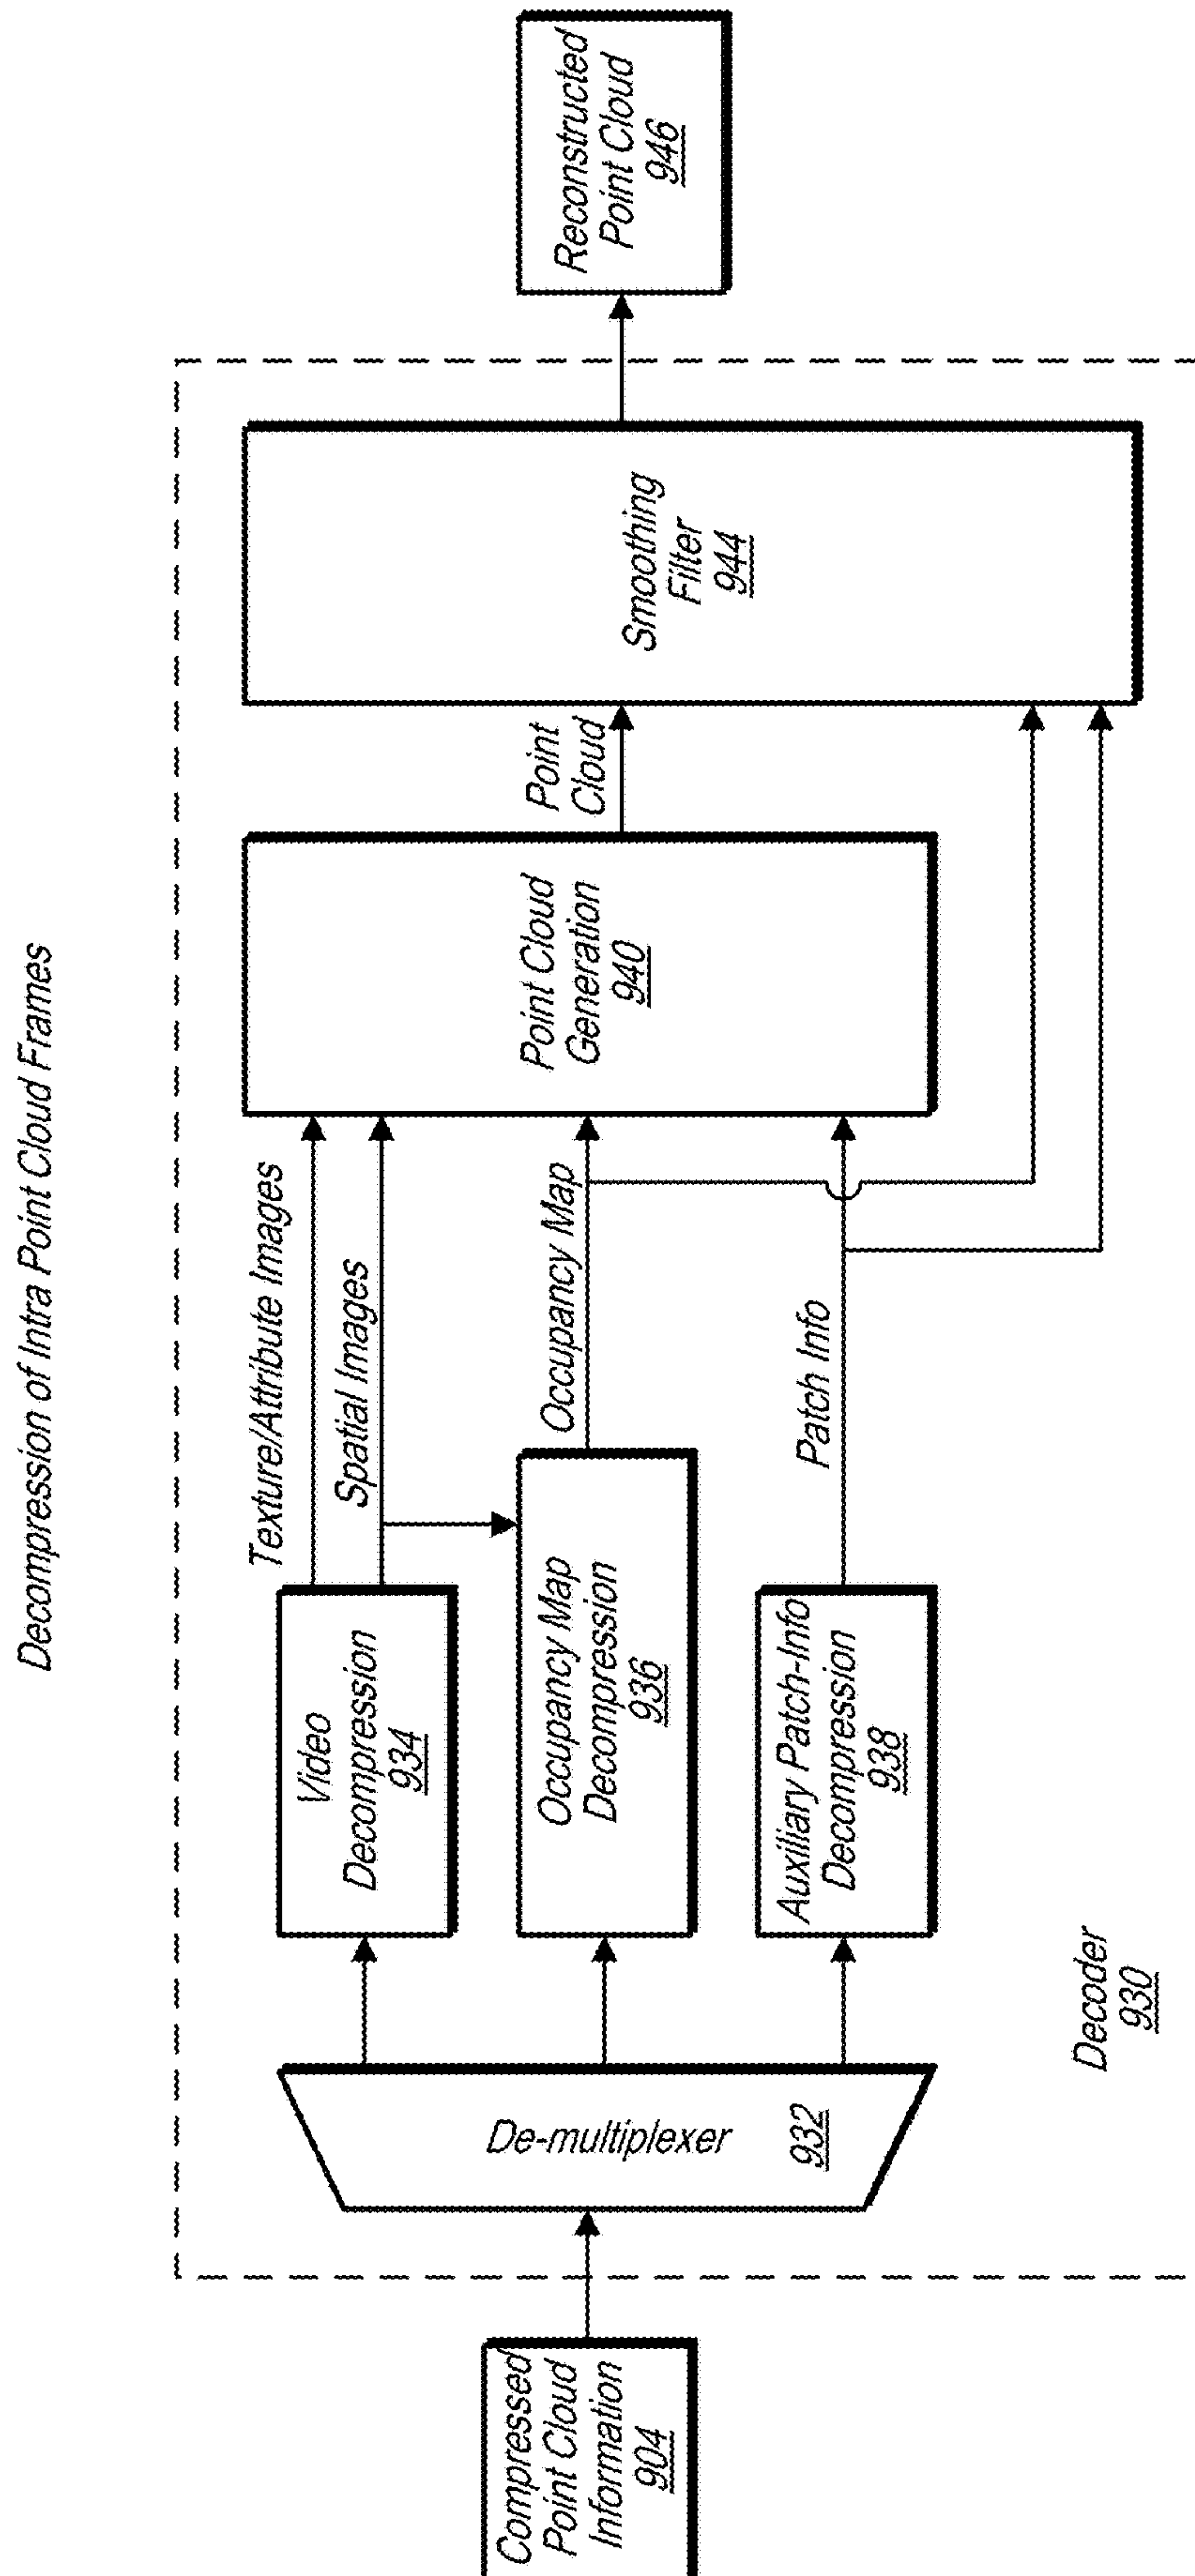 Decompression of Intra Point Cloud Frames
Compressed
Point Cloud
Information
904
De-multiplexer
932
Decoder
930
Video
Decompression
934
Occupancy Map
Decompression
936
Auxiliary Patch-Info
Decompression
938
Texture/Attribute Images
Spatial Images
Occupancy Map
Patch Info
Point Cloud
Generation
940
Point
Cloud
Smoothing
Filter
944
Reconstructed
Point Cloud
946